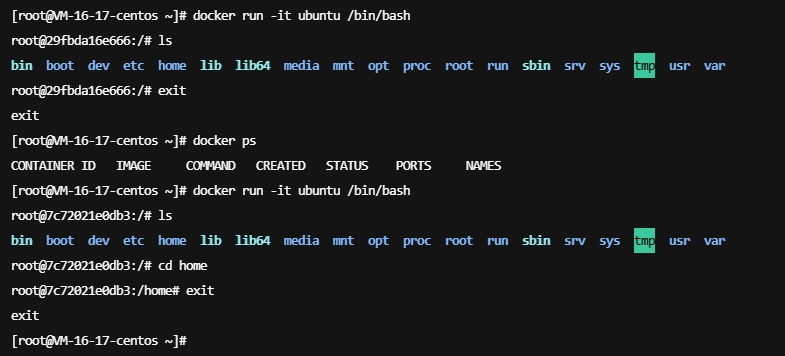 [root@VM-16-17-centos ~]# docker run -it ubuntu /bin/bash
root@29fbda16e666:/# ls
bin boot dev etc home lib lib64 media mnt opt proc root run sbin srv sys tmp usr var
root@29fbda16e666:/# exit
exit
[root@VM-16-17-centos ~]# docker ps
CONTAINER ID IMAGE COMMAND CREATED STATUS PORTS NAMES
[root@VM-16-17-centos ~]# docker run -it ubuntu /bin/bash
root@7c72021e0db3:/# ls
bin boot dev etc home lib lib64 media mnt opt proc root run sbin srv sys tmp usr var
root@7c72021e0db3:/# cd home
root@7c72021e0db3:/home# exit
exit
[root@VM-16-17-centos ~]#